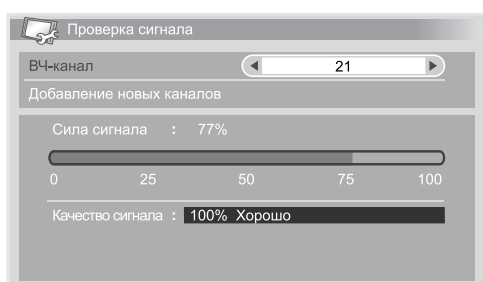 Проверка сигнала
ВЧ-канал 21
Добавление новых каналов
Сила сигнала : 77%
0 25 50 75 100
Качество сигнала : 100% Хорошо